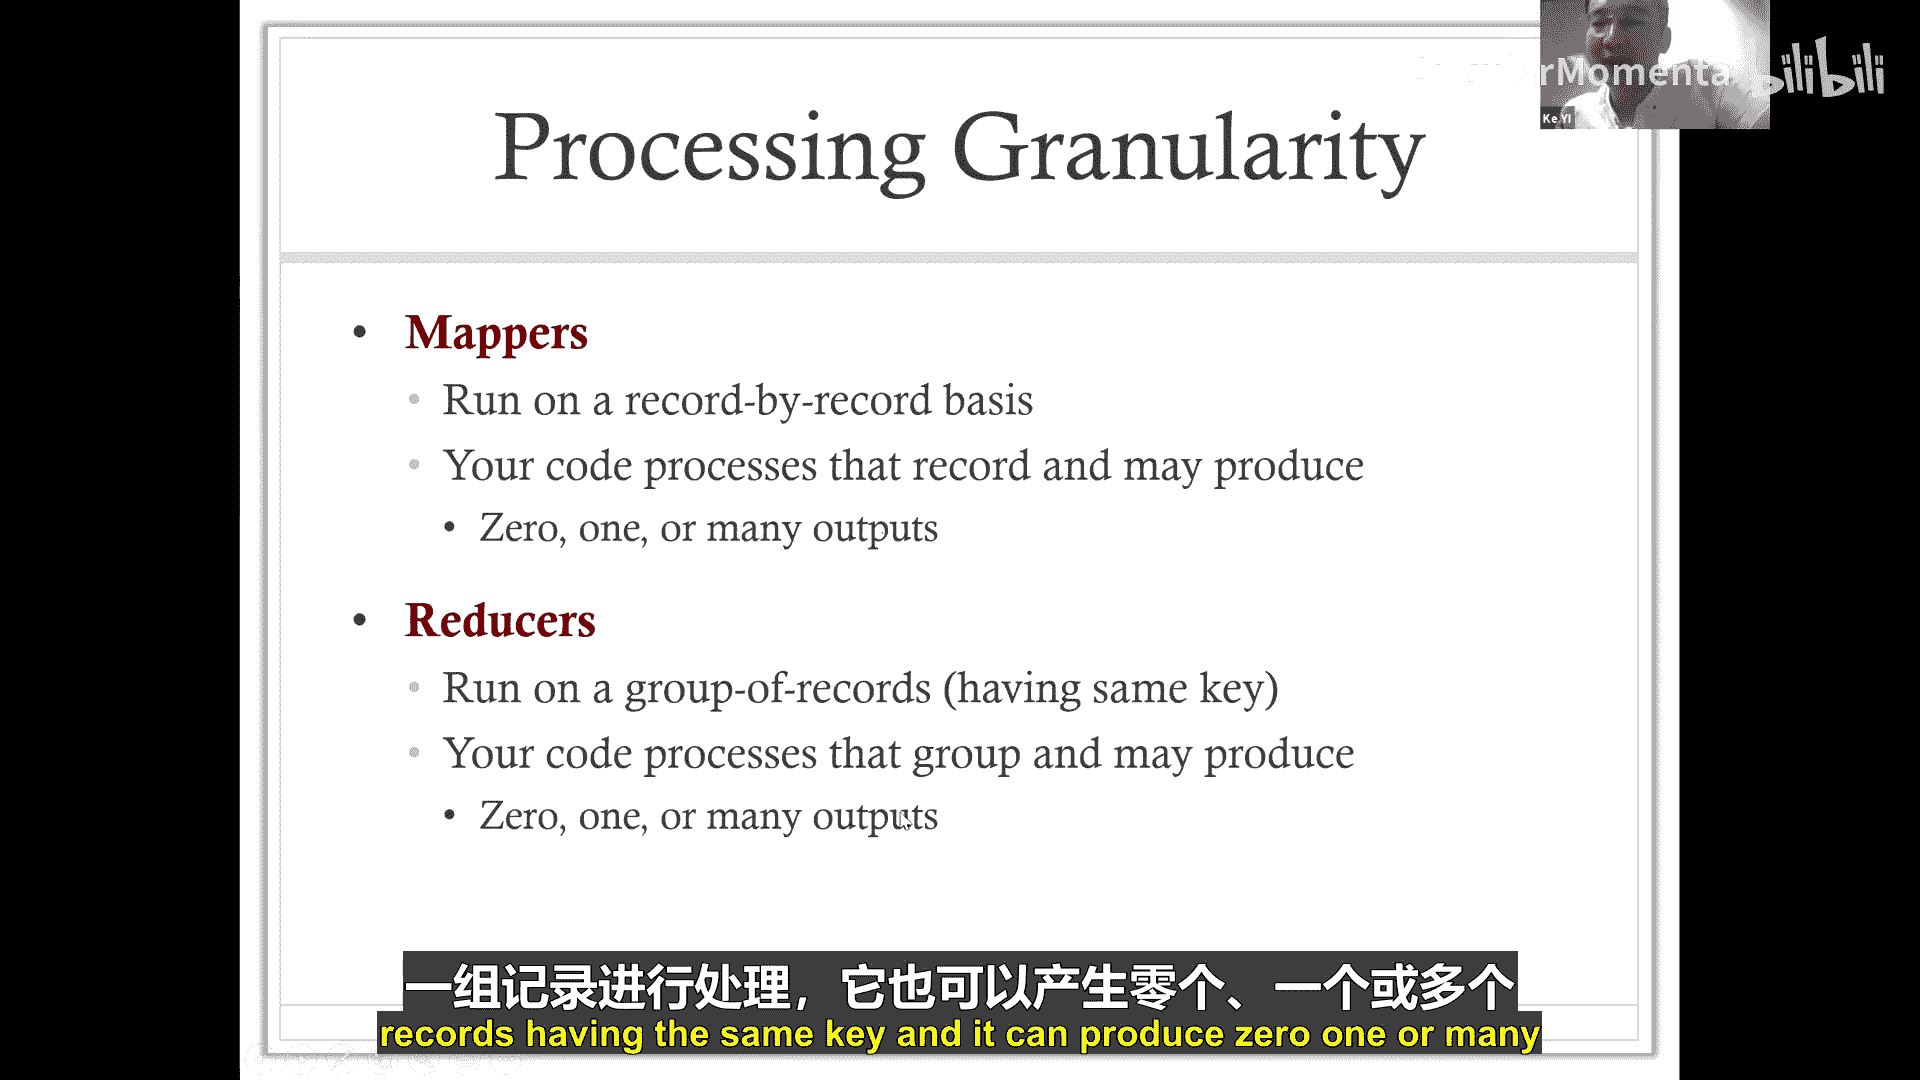 Processing Granularity
rMomenta
bilibili
Ke YI
• Mappers
• Run on a record-by-record basis
• Your code processes that record and may produce
• Zero, one, or many outputs
• Reducers
• Run on a group-of-records (having same key)
• Your code processes that group and may produce
• Zero, one, or many outputs
一组记录进行处理，它也可以产生零个、一个或多个
records having the same key and it can produce zero one or many